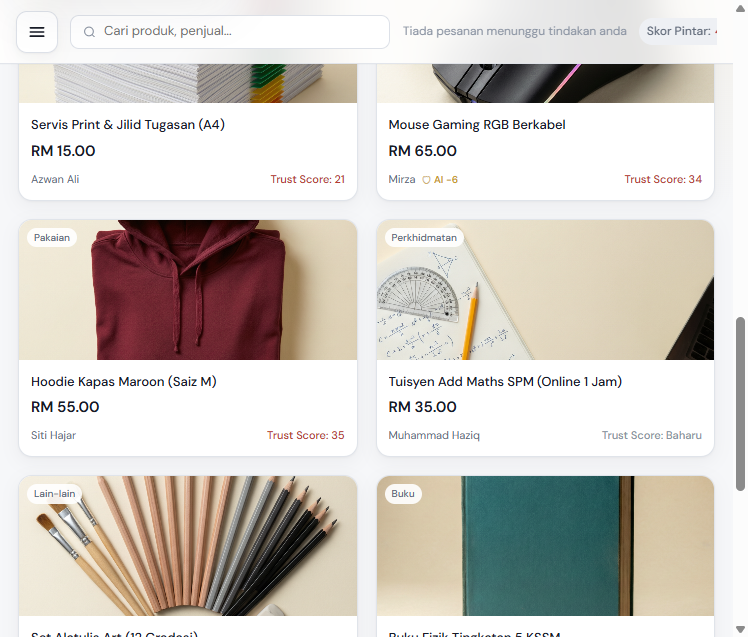 Cari produk, penjual...
Tiada pesanan menunggu tindakan anda
Skor Pintar:
Servis Print & Jilid Tugasan (A4)
RM 15.00
Azwan Ali
Trust Score: 21
Mouse Gaming RGB Berkabel
RM 65.00
Mirza
AI −6
Trust Score: 34
Pakaian
Hoodie Kapas Maroon (Saiz M)
RM 55.00
Siti Hajar
Trust Score: 35
Perkhidmatan
Tuisyen Add Maths SPM (Online 1 Jam)
RM 35.00
Muhammad Haziq
Trust Score: Baharu
Lain-lain
Buku